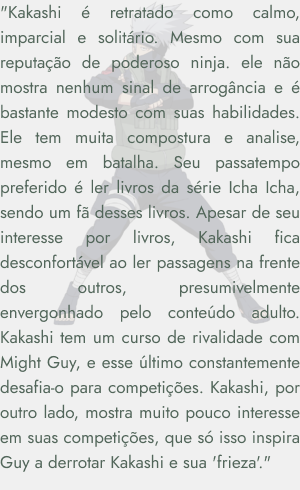 "Kakashi é retratado como calmo,
imparcial e solitário. Mesmo com sua
reputação de poderoso ninja. ele não
mostra nenhum sinal de arrogância e é
bastante modesto com suas habilidades.
Ele tem muita compostura e analise,
mesmo em batalha. Seu passatempo
preferido é ler livros da série Icha Icha,
sendo um fã desses livros. Apesar de seu
interesse por livros, Kakashi fica
desconfortável ao ler passagens na frente
dos outros, presumivelmente
envergonhado pelo conteúdo adulto.
Kakashi tem um curso de rivalidade com
Might Guy, e esse último constantemente
desafia-o para competições. Kakashi, por
outro lado, mostra muito pouco interesse
em suas competições, que só isso inspira
Guy a derrotar Kakashi e sua 'frieza'."